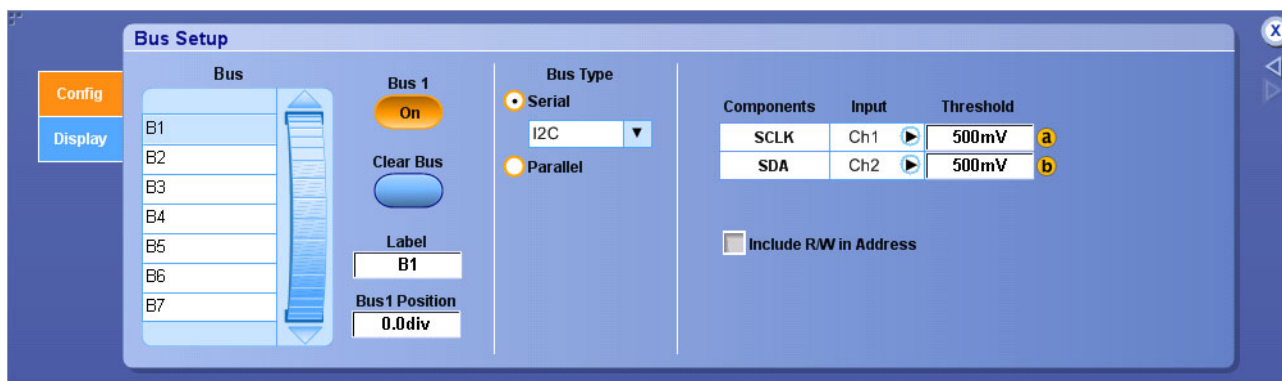 Bus Setup
X
Config
Display
Bus
B1
B2
B3
B4
B5
B6
B7
Bus 1
On
Clear Bus
Label
B1
Bus1 Position
0.0div
Bus Type
Serial
I2C
Parallel
Components Input Threshold
SCLK Ch1 500mV a
SDA Ch2 500mV b
Include R/W in Address